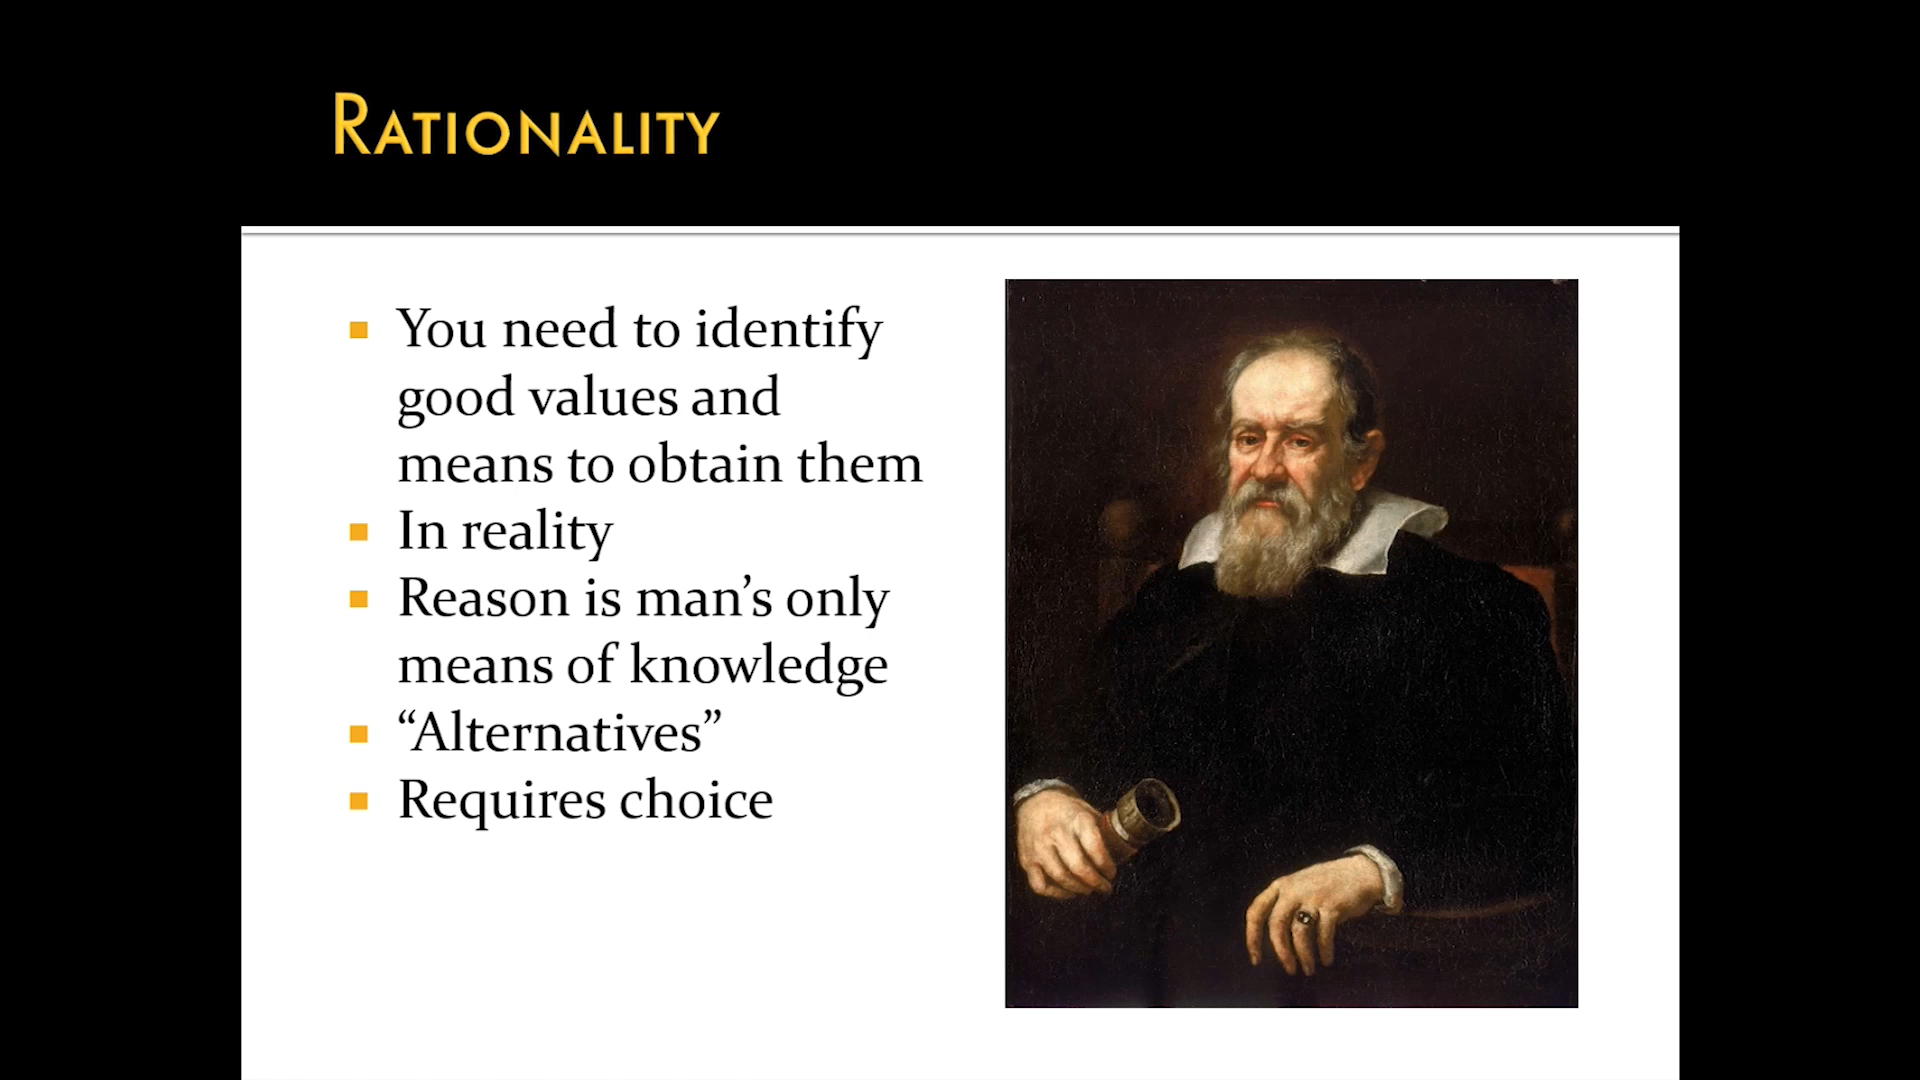 Rationality
You need to identify
good values and
means to obtain them
In reality
Reason is man’s only
means of knowledge
“Alternatives”
Requires choice